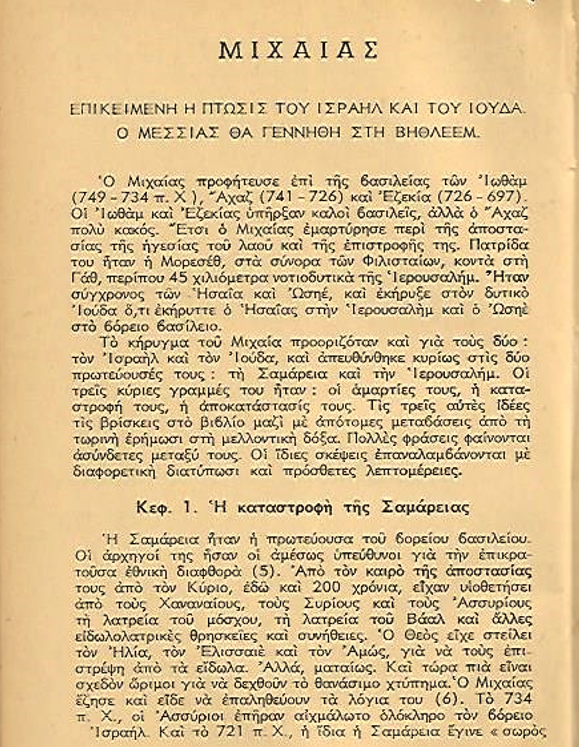 ΜΙΧΑΙΑΣ
ΕΠΙΚΕΙΜΕΝΗ Η ΠΤΩΣΙΣ ΤΟΥ ΙΣΡΑΗΛ ΚΑΙ ΤΟΥ ΙΟΥΔΑ.
Ο ΜΕΣΣΙΑΣ ΘΑ ΓΕΝΝΗΘΗ ΣΤΗ ΒΗΘΛΕΕΜ.
Ὁ Μιχαίας προφήτευσε ἐπὶ τῆς βασιλείας τῶν Ἰωθὰμ
(749 - 734 π. Χ), Ἄχαζ (741 - 726) καὶ Ἐζεκία (726 - 697).
Οἱ Ἰωθὰμ καὶ Ἐζεκίας ὑπῆρξαν καλοὶ βασιλεῖς, ἀλλὰ ὁ Ἄχαζ
πολὺ κακός. Ἔτσι ὁ Μιχαίας ἐμαρτύρησε περὶ τῆς ἀποστα-
σίας τῆς ἡγεσίας τοῦ λαοῦ καὶ τῆς ἐπιστροφῆς της. Πατρίδα
του ἦταν ἡ Μορεσέθ, στὰ σύνορα τῶν Φιλισταίων, κοντὰ στὴ
Γάθ, περίπου 45 χιλιόμετρα νοτιοδυτικὰ τῆς Ἱερουσαλήμ. Ἦταν
σύγχρονος τῶν Ἡσαΐα καὶ Ὡσηέ, καὶ ἐκήρυξε στὸν δυτικὸ
Ἰούδα ὅ,τι ἐκήρυττε ὁ Ἡσαΐας στὴν Ἱερουσαλὴμ καὶ ὁ Ὡσηὲ
στὸ βόρειο βασίλειο.
Τὸ κήρυγμα τοῦ Μιχαία προοριζόταν καὶ γιὰ τοὺς δύο :
τὸν Ἰσραὴλ καὶ τὸν Ἰούδα, καὶ ἀπευθύνθηκε κυρίως στὶς δύο
πρωτεύουσές τους : τὴ Σαμάρεια καὶ τὴν Ἱερουσαλήμ. Οἱ
τρεῖς κύριες γραμμές του ἦταν : οἱ ἁμαρτίες τους, ἡ κατα-
στροφή τους, ἡ ἀποκατάστασίς τους. Τὶς τρεῖς αὐτὲς ἰδέες
τὶς βρίσκεις στὸ βιβλίο μαζὶ μὲ ἀπότομες μεταβάσεις ἀπὸ τὴ
τωρινὴ ἐρήμωσι στὴ μελλοντικὴ δόξα. Πολλὲς φράσεις φαίνονται
ἀσύνδετες μεταξύ τους. Οἱ ἴδιες σκέψεις ἐπαναλαμβάνονται μὲ
διαφορετικὴ διατύπωσι καὶ πρόσθετες λεπτομέρειες.
Κεφ. 1. Ἡ καταστροφὴ τῆς Σαμάρειας
Ἡ Σαμάρεια ἦταν ἡ πρωτεύουσα τοῦ βορείου βασιλείου.
Οἱ ἀρχηγοί της ἦσαν οἱ ἀμέσως ὑπεύθυνοι γιὰ τὴν ἐπικρα-
τοῦσα ἐθνικὴ διαφθορὰ (5). Ἀπὸ τὸν καιρὸ τῆς ἀποστασίας
τους ἀπὸ τὸν Κύριο, ἐδῶ καὶ 200 χρόνια, εἶχαν υἱοθετήσει
ἀπὸ τοὺς Χαναναίους, τοὺς Συρίους καὶ τοὺς Ἀσσυρίους
τὴ λατρεία τοῦ μόσχου, τὴ λατρεία τοῦ Βάαλ καὶ ἄλλες
εἰδωλολατρικὲς θρησκεῖες καὶ συνήθειες. Ὁ Θεὸς εἶχε στείλει
τὸν Ἠλία, τὸν Ἐλισσαιὲ καὶ τὸν Ἀμώς, γιὰ νὰ τοὺς ἐπι-
στρέψη ἀπὸ τὰ εἴδωλα. Ἀλλά, ματαίως. Καὶ τώρα πιὰ εἶναι
σχεδὸν ὥριμοι γιὰ νὰ δεχθοῦν τὸ θανάσιμο χτύπημα. Ὁ Μιχαίας
ἔζησε καὶ εἶδε νὰ ἐπαληθεύουν τὰ λόγια του (6). Τὸ 734
π. Χ., οἱ Ἀσσύριοι ἐπῆραν αἰχμάλωτο ὁλόκληρο τὸν βόρειο
Ἰσραήλ. Καὶ τὸ 721 π. Χ., ἡ ἴδια ἡ Σαμάρεια ἔγινε « σωρὸς